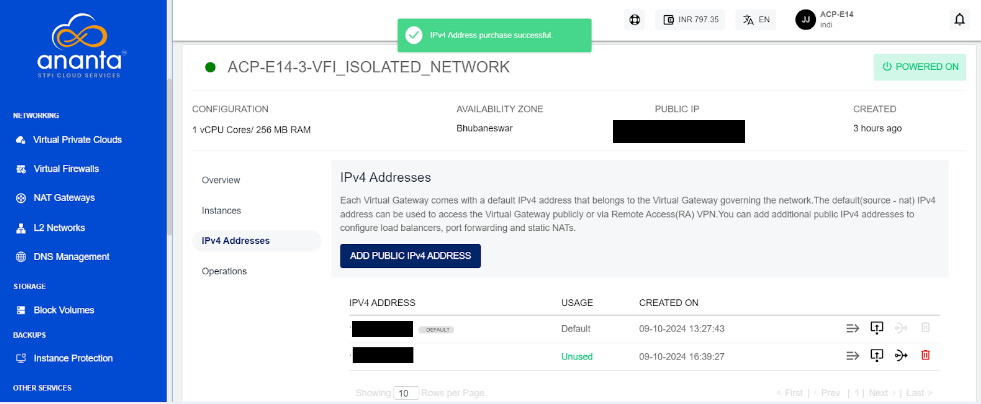 IPv4 Address purchase successful.
INR 797.35
EN
JJ
ACP-E14
indi
ananta
STPI CLOUD SERVICES
NETWORKING
Virtual Private Clouds
Virtual Firewalls
NAT Gateways
L2 Networks
DNS Management
STORAGE
Block Volumes
BACKUPS
Instance Protection
OTHER SERVICES
ACP-E14-3-VFI_ISOLATED_NETWORK
POWERED ON
CONFIGURATION
AVAILABILITY ZONE
PUBLIC IP
CREATED
1 vCPU Cores/ 256 MB RAM
Bhubaneswar
3 hours ago
Overview
Instances
IPv4 Addresses
Operations
IPv4 Addresses
Each Virtual Gateway comes with a default IPv4 address that belongs to the Virtual Gateway governing the network.The default(source - nat) IPv4
address can be used to access the Virtual Gateway publicly or via Remote Access(RA) VPN.You can add additional public IPv4 addresses to
configure load balancers, port forwarding and static NATs.
ADD PUBLIC IPv4 ADDRESS
IPV4 ADDRESS USAGE CREATED ON
DEFAULT Default 09-10-2024 13:27:43
Unused 09-10-2024 16:39:27
Showing 10 Rows per Page
< First | < Prev | 1 | Next > | Last >